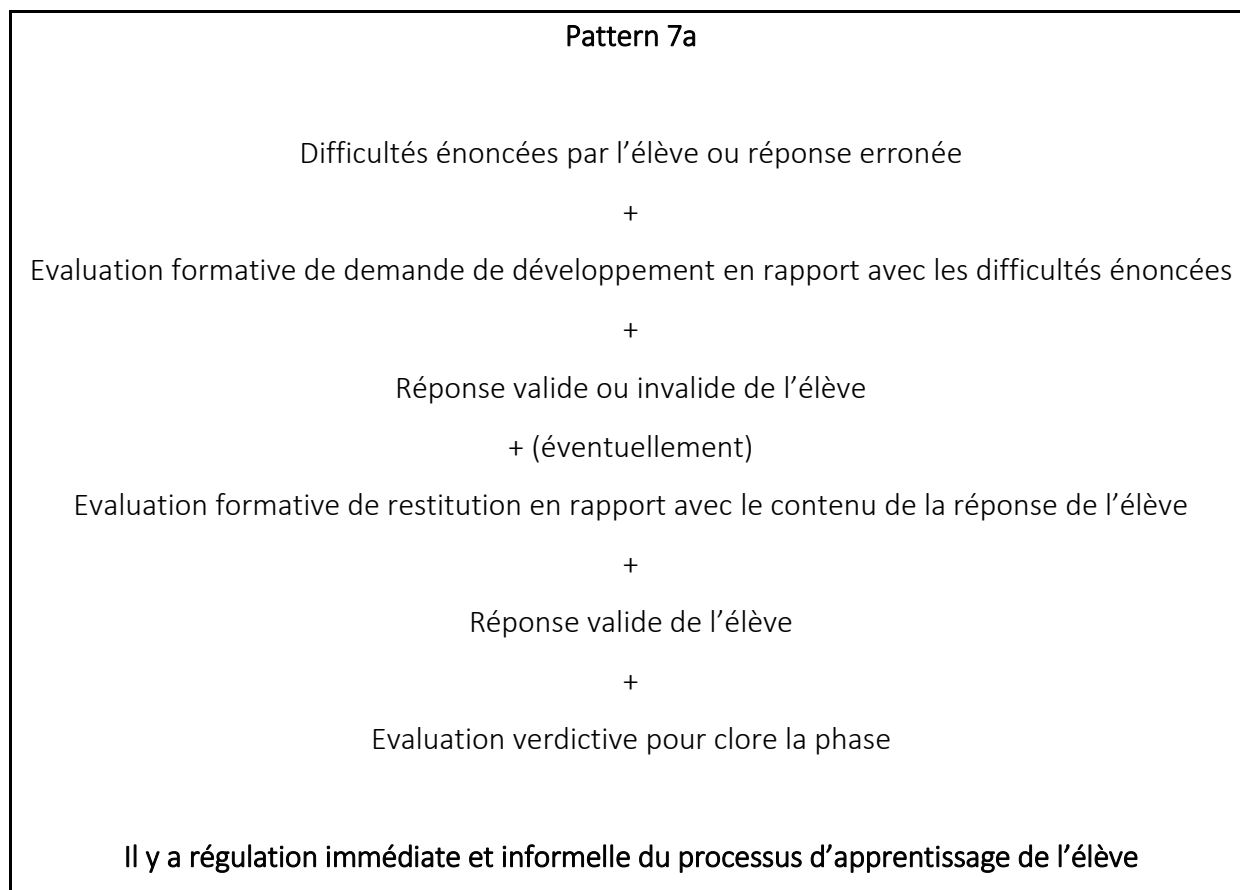 Pattern 7a
Difficultés énoncées par l’élève ou réponse erronée
+
Evaluation formative de demande de développement en rapport avec les difficultés énoncées
+
Réponse valide ou invalide de l’élève
+ (éventuellement)
Evaluation formative de restitution en rapport avec le contenu de la réponse de l’élève
+
Réponse valide de l’élève
+
Evaluation verdictive pour clore la phase
Il y a régulation immédiate et informelle du processus d’apprentissage de l’élève